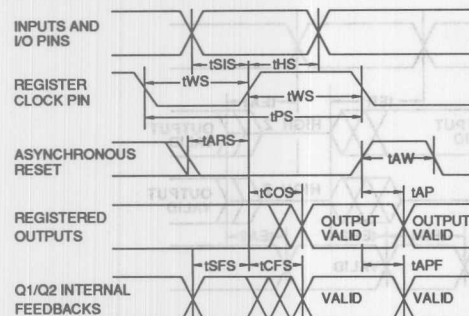 INPUTS AND
I/O PINS
tSIS
tHS
REGISTER
CLOCK PIN
tWS
tWS
tPS
ASYNCHRONOUS
RESET
tARS
tAW
REGISTERED
OUTPUTS
tCOS
tAP
OUTPUT
VALID
OUTPUT
VALID
Q1/Q2 INTERNAL
FEEDBACKS
tSFS
tCFS
tAPF
VALID
VALID